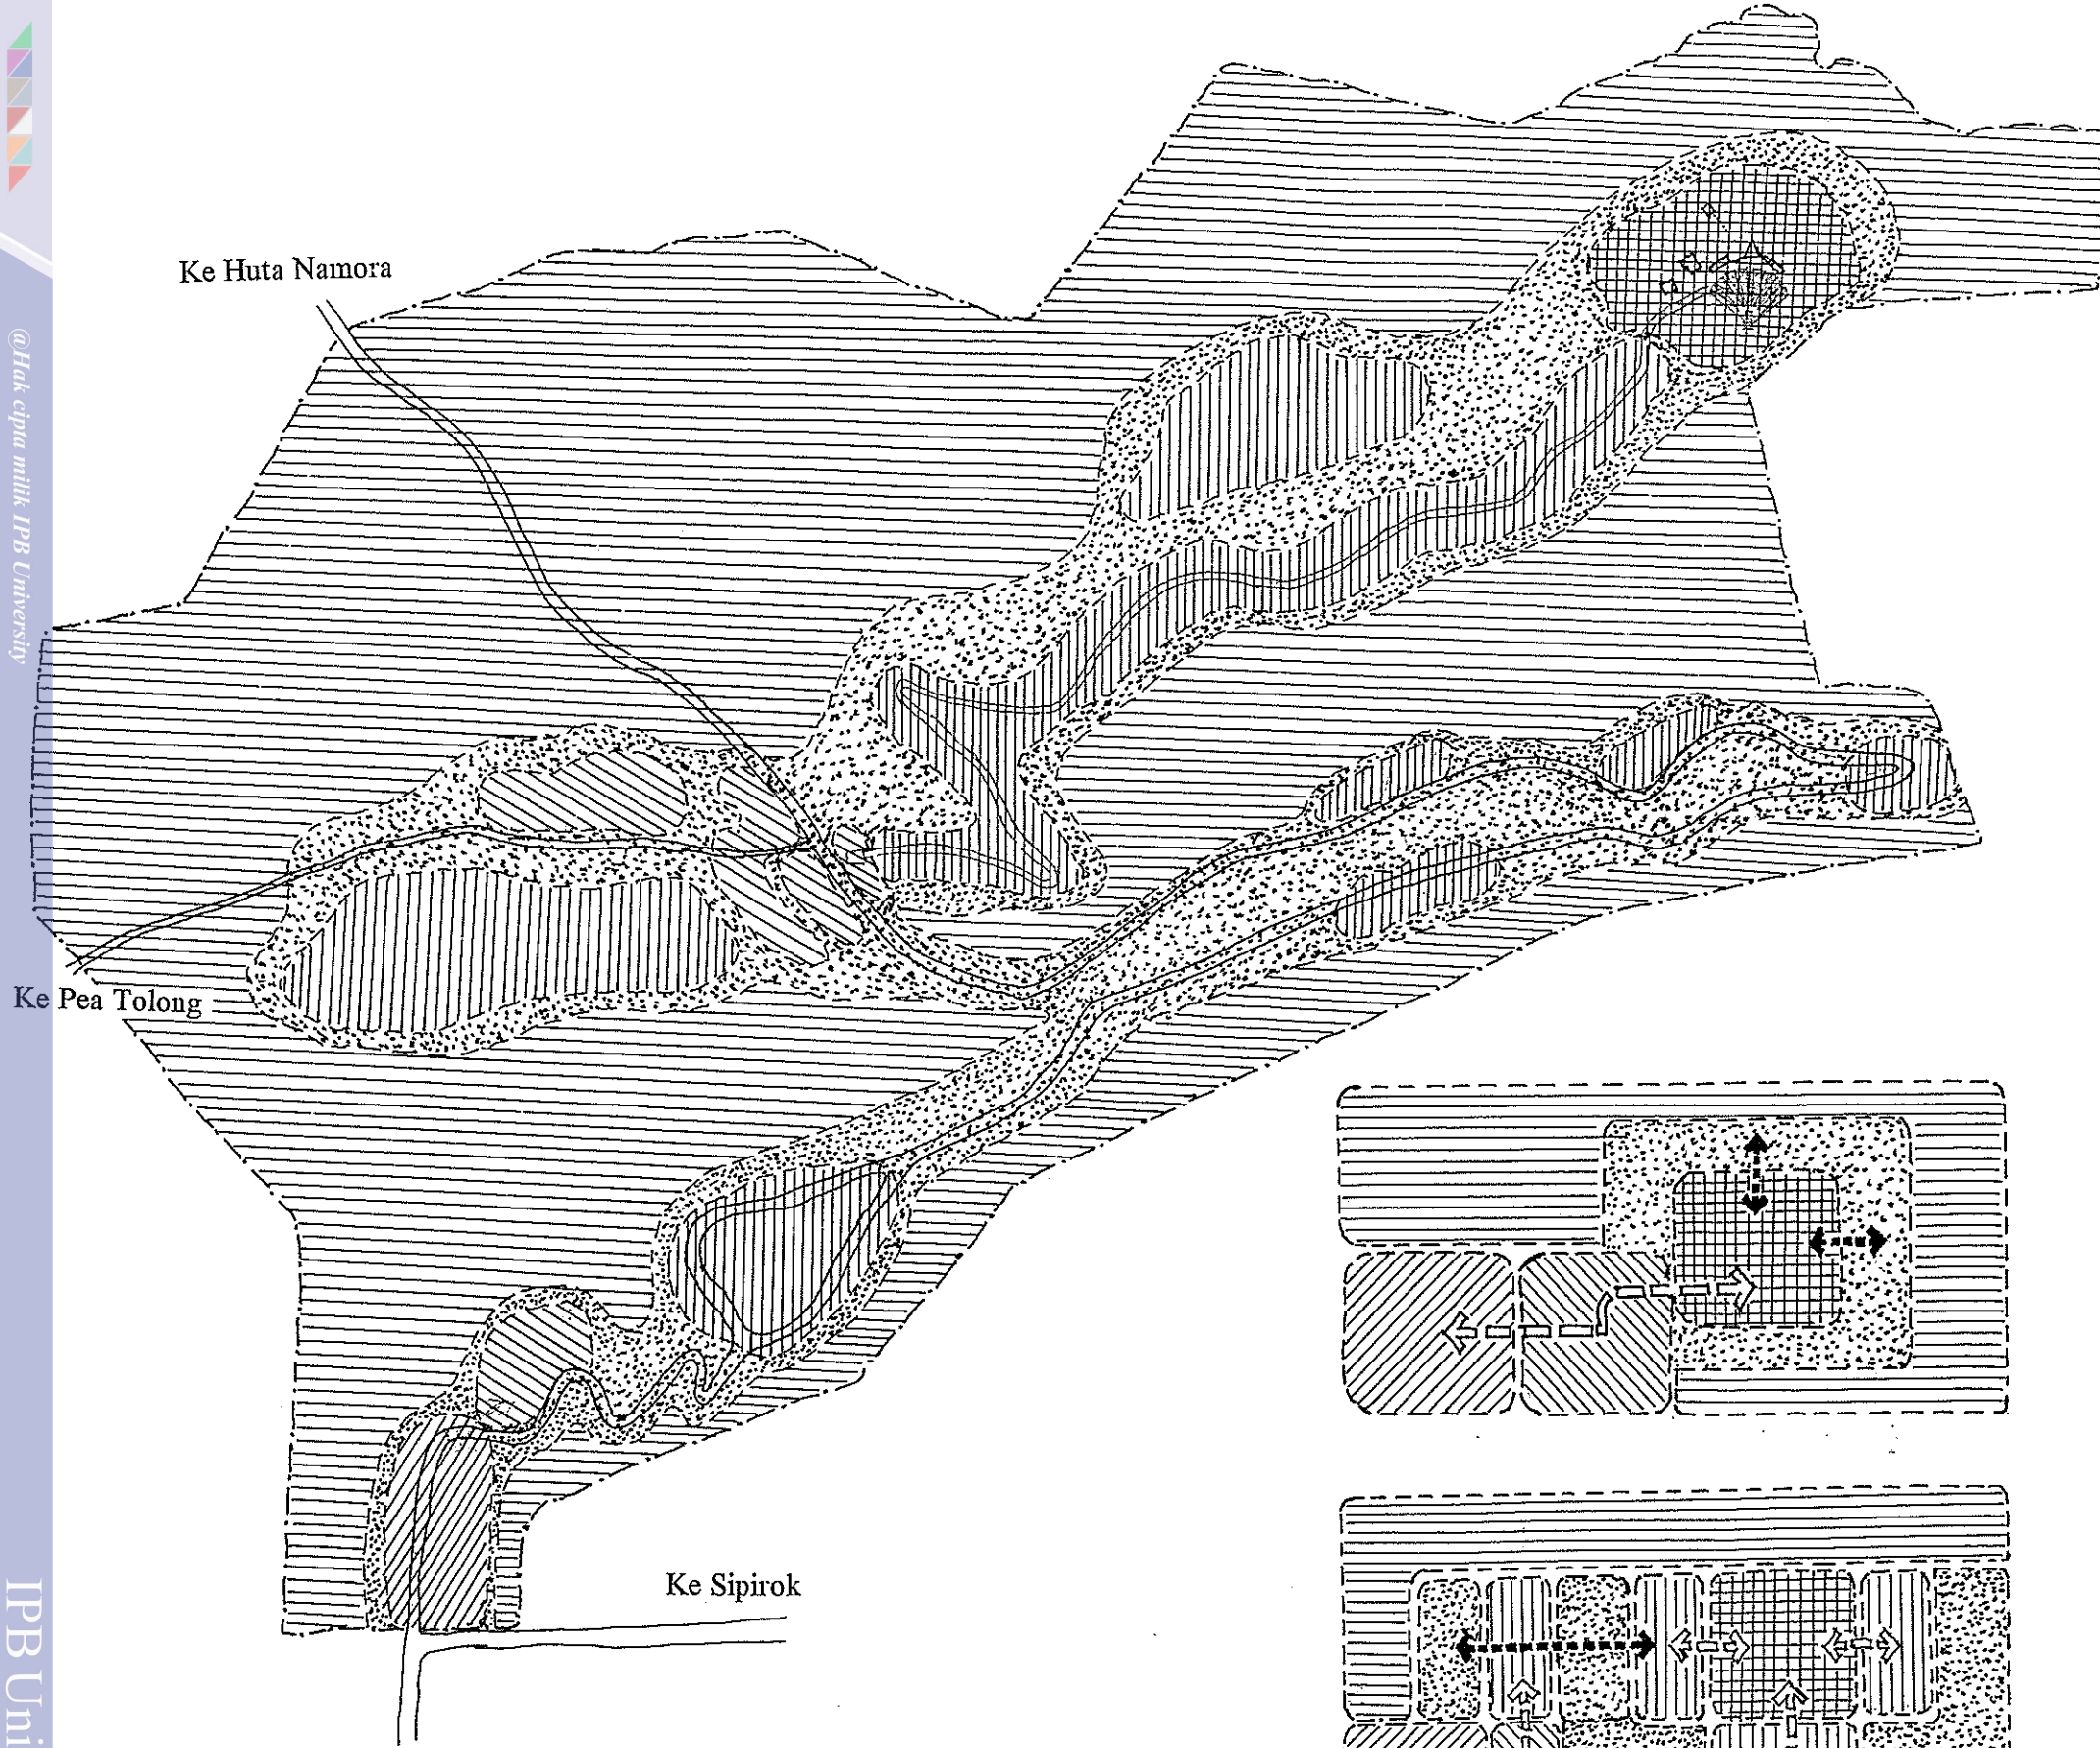 Ke Huta Namora
@Hak cipta milik IPB University
Ke Pea Tolong
Ke Sipirok
IPB Uni